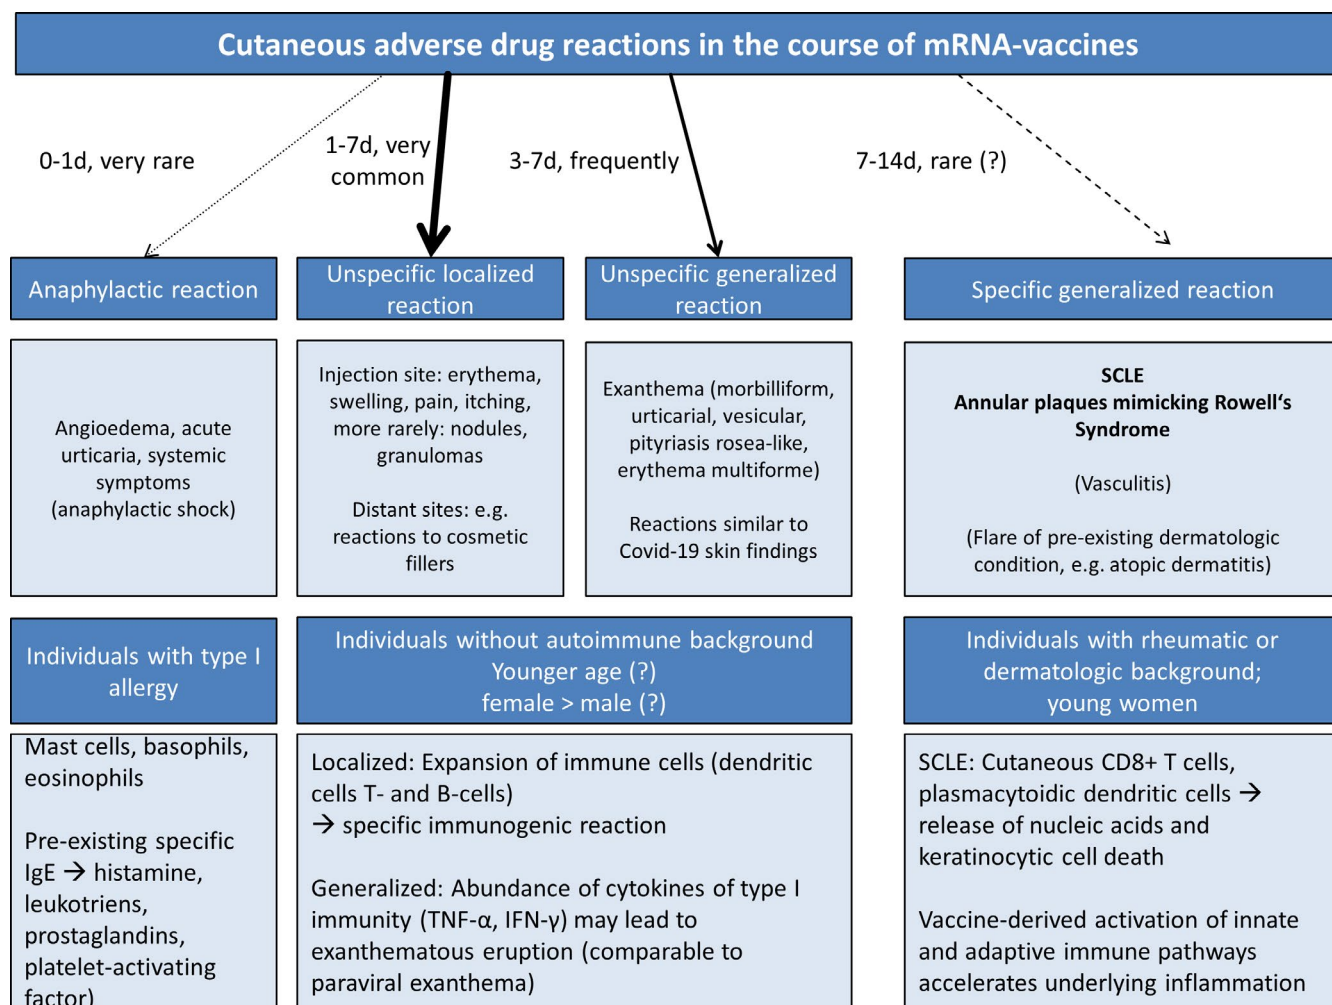 Cutaneous adverse drug reactions in the course of mRNA-vaccines
0-1d, very rare
1-7d, very
common
3-7d, frequently
7-14d, rare (?)
Anaphylactic reaction
Unspecific localized
reaction
Unspecific generalized
reaction
Specific generalized reaction
Angioedema, acute
urticaria, systemic
symptoms
(anaphylactic shock)
Injection site: erythema,
swelling, pain, itching,
more rarely: nodules,
granulomas
Distant sites: e.g.
reactions to cosmetic
fillers
Exanthema (morbilliform,
urticarial, vesicular,
pityriasis rosea-like,
erythema multiforme)
Reactions similar to
Covid-19 skin findings
SCLE
Annular plaques mimicking Rowell‘s
Syndrome
(Vasculitis)
(Flare of pre-existing dermatologic
condition, e.g. atopic dermatitis)
Individuals with type I
allergy
Individuals without autoimmune background
Younger age (?)
female > male (?)
Individuals with rheumatic or
dermatologic background;
young women
Mast cells, basophils,
eosinophils
Pre-existing specific
IgE → histamine,
leukotriens,
prostaglandins,
platelet-activating
factor)
Localized: Expansion of immune cells (dendritic
cells T- and B-cells)
→ specific immunogenic reaction
Generalized: Abundance of cytokines of type I
immunity (TNF-α, IFN-γ) may lead to
exanthematous eruption (comparable to
paraviral exanthema)
SCLE: Cutaneous CD8+ T cells,
plasmacytoidic dendritic cells →
release of nucleic acids and
keratinocytic cell death
Vaccine-derived activation of innate
and adaptive immune pathways
accelerates underlying inflammation